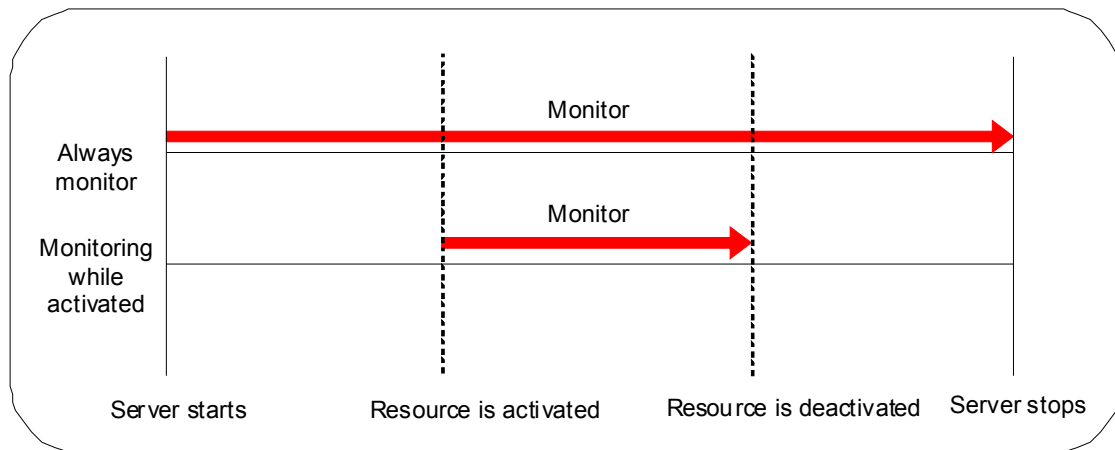 Monitor
Always
monitor
Monitor
Monitoring
while
activated
Server starts
Resource is activated
Resource is deactivated
Server stops